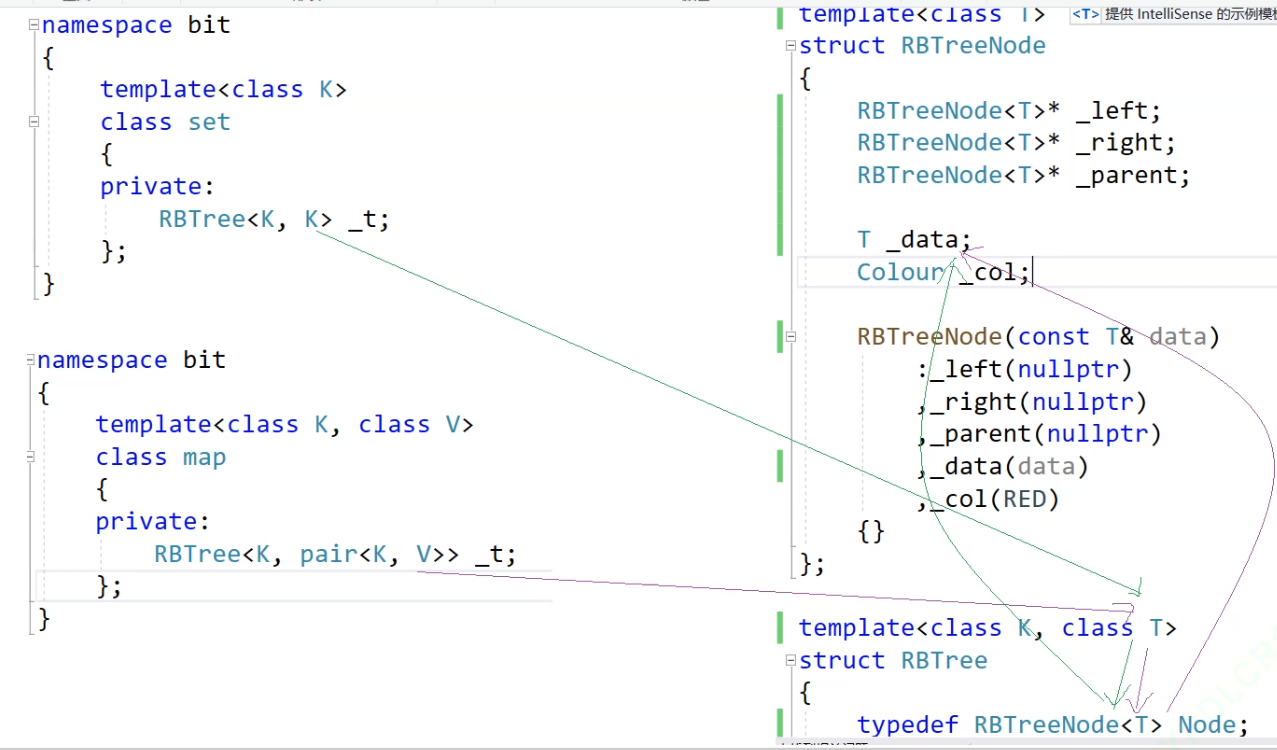 namespace bit
{
template<class K>
class set
{
private:
RBTree<K, K> _t;
};
}
namespace bit
{
template<class K, class V>
class map
{
private:
RBTree<K, pair<K, V>> _t;
};
}
template<class T>
<T> 提供 IntelliSense 的示例模
struct RBTreeNode
{
RBTreeNode<T>* _left;
RBTreeNode<T>* _right;
RBTreeNode<T>* _parent;
T _data;
Colour _col;
RBTreeNode(const T& data)
:_left(nullptr)
,_right(nullptr)
,_parent(nullptr)
,_data(data)
,_col(RED)
{}
};
template<class K, class T>
struct RBTree
{
typedef RBTreeNode<T> Node;